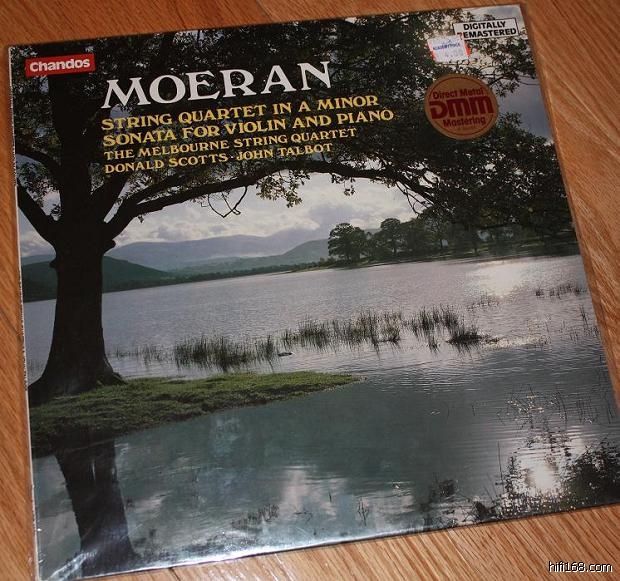 Chandos
MOERAN
STRING QUARTET IN A MINOR
SONATA FOR VIOLIN AND PIANO
THE MELBOURNE STRING QUARTET
DONALD SCOTTS · JOHN TALBOT
DIGITALLY
REMASTERED
Direct Metal
DMM
Mastering
hifi168.com